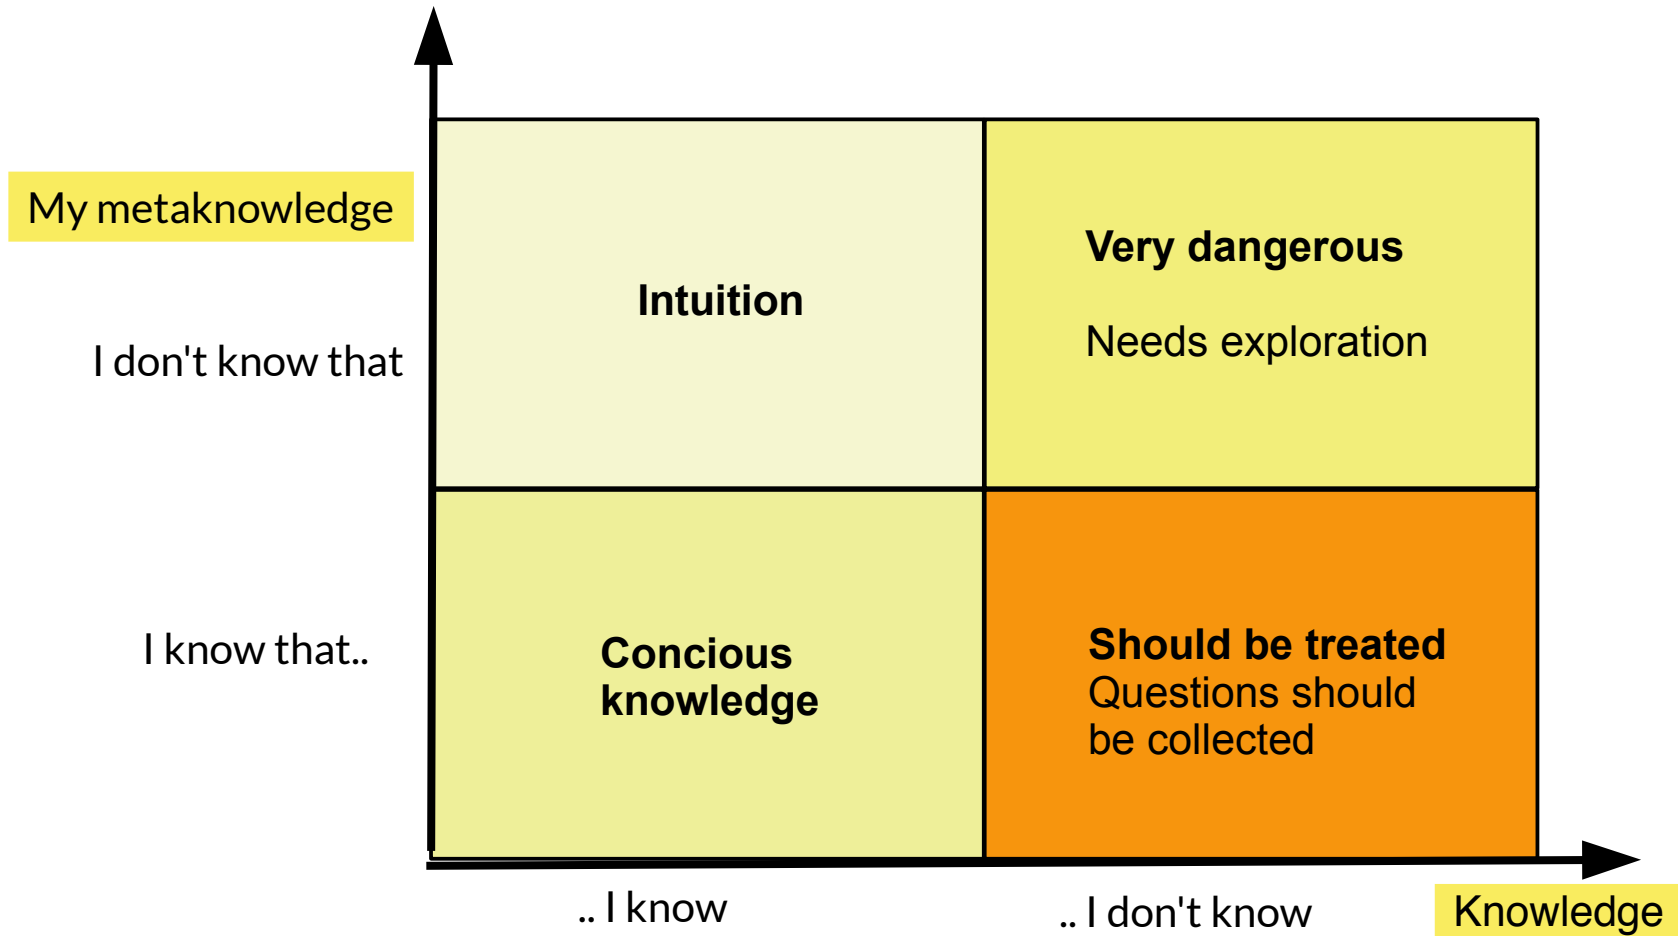 My metaknowledge
Intuition
Very dangerous
Needs exploration
I don't know that
I know that..
Concious
knowledge
Should be treated
Questions should
be collected
.. I know
.. I don't know
Knowledge